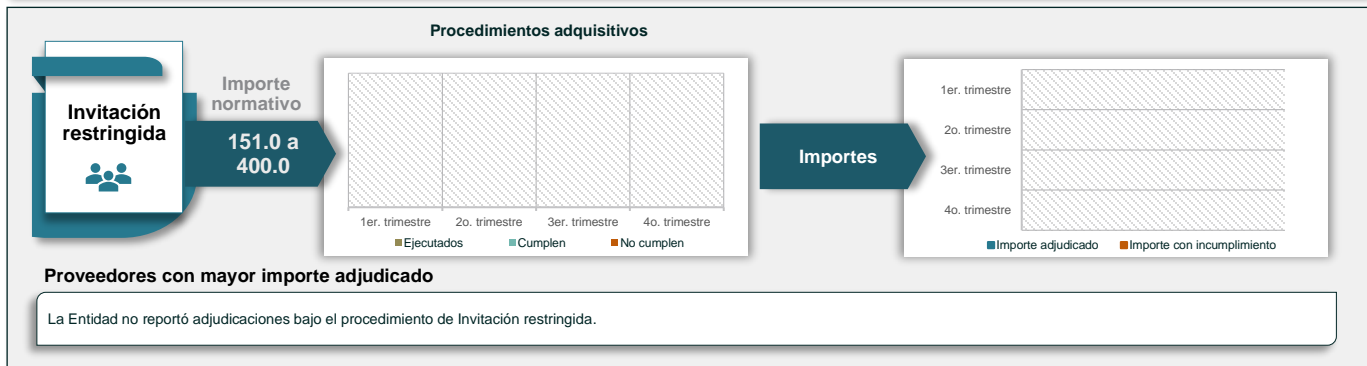 Procedimientos adquisitivos
Invitación
restringida
Importe
normativo
151.0 a
400.0
1er. trimestre 2o. trimestre 3er. trimestre 4o. trimestre
Ejecutados Cumplen No cumplen
Importes
1er. trimestre
2o. trimestre
3er. trimestre
4o. trimestre
Importe adjudicado Importe con incumplimiento
Proveedores con mayor importe adjudicado
La Entidad no reportó adjudicaciones bajo el procedimiento de Invitación restringida.